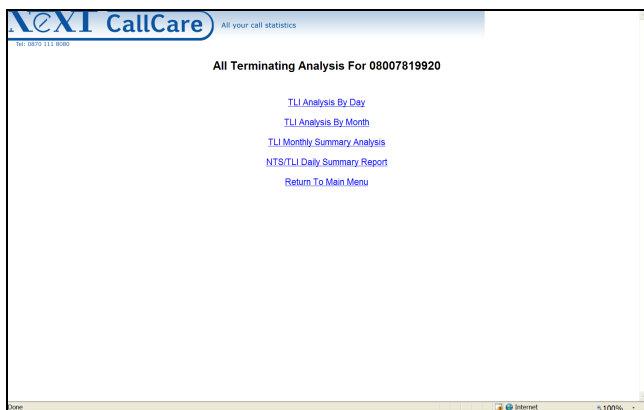 NeXT CallCare
All your call statistics
Tel: 0870 111 8080
All Terminating Analysis For 08007819920
TLI Analysis By Day
TLI Analysis By Month
TLI Monthly Summary Analysis
NTS/TLI Daily Summary Report
Return To Main Menu
Done
Internet
100%